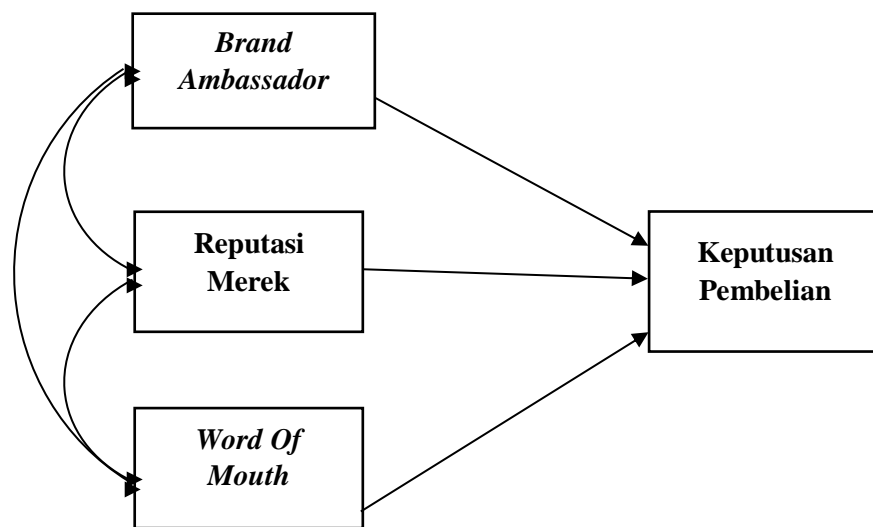 Brand
Ambassador
Reputasi
Merek
Keputusan
Pembelian
Word Of
Mouth